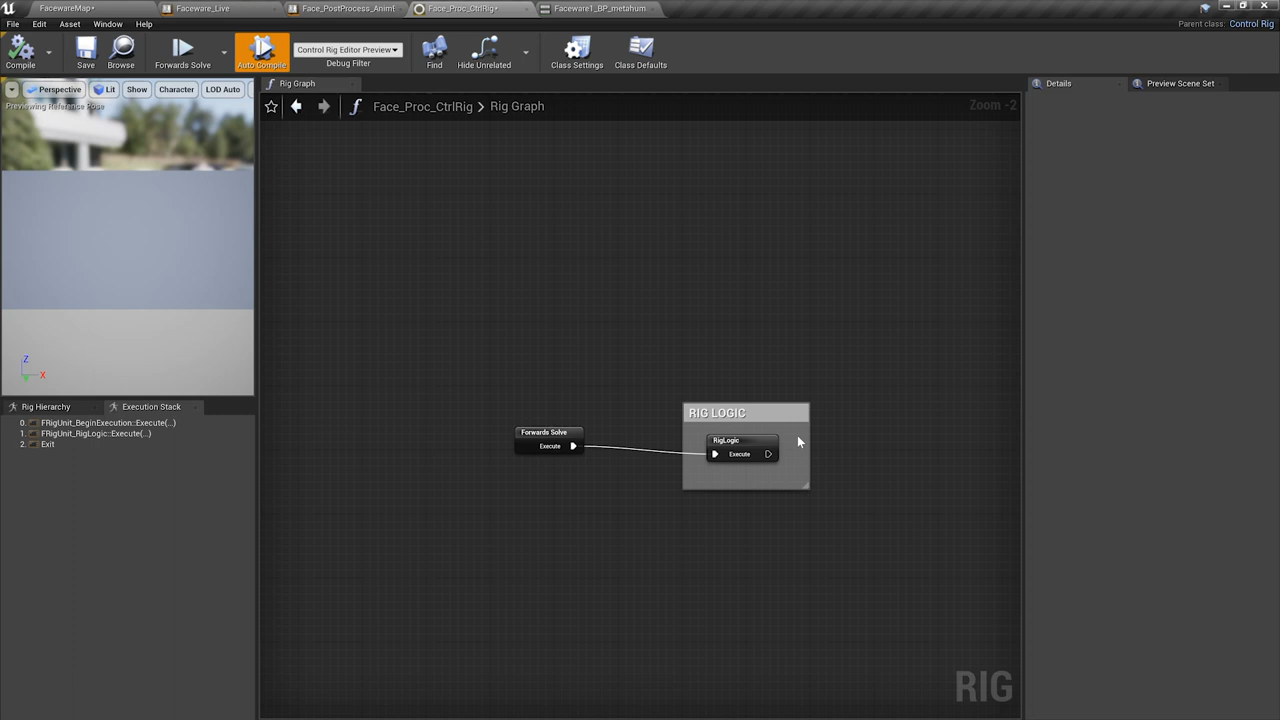 FacewareMap*
Faceware_Live
Face_PostProcess_AnimE
Face_Proc_CtrlRig*
Faceware1_BP_metahum
File
Edit
Asset
Window
Help
Parent class:
Control Rig
Compile
Save
Browse
Forwards Solve
Auto Compile
Control Rig Editor Preview
Debug Filter
Find
Hide Unrelated
Class Settings
Class Defaults
Perspective
Lit
Show
Character
LOD Auto
Previewing Reference Pose
Rig Graph
Details
Preview Scene Set
Face_Proc_CtrlRig
Rig Graph
Zoom -2
Z
X
Rig Hierarchy
Execution Stack
0. FRigUnit_BeginExecution::Execute(...)
1. FRigUnit_RigLogic::Execute(...)
2. Exit
Forwards Solve
Execute
RIG LOGIC
RigLogic
Execute
RIG